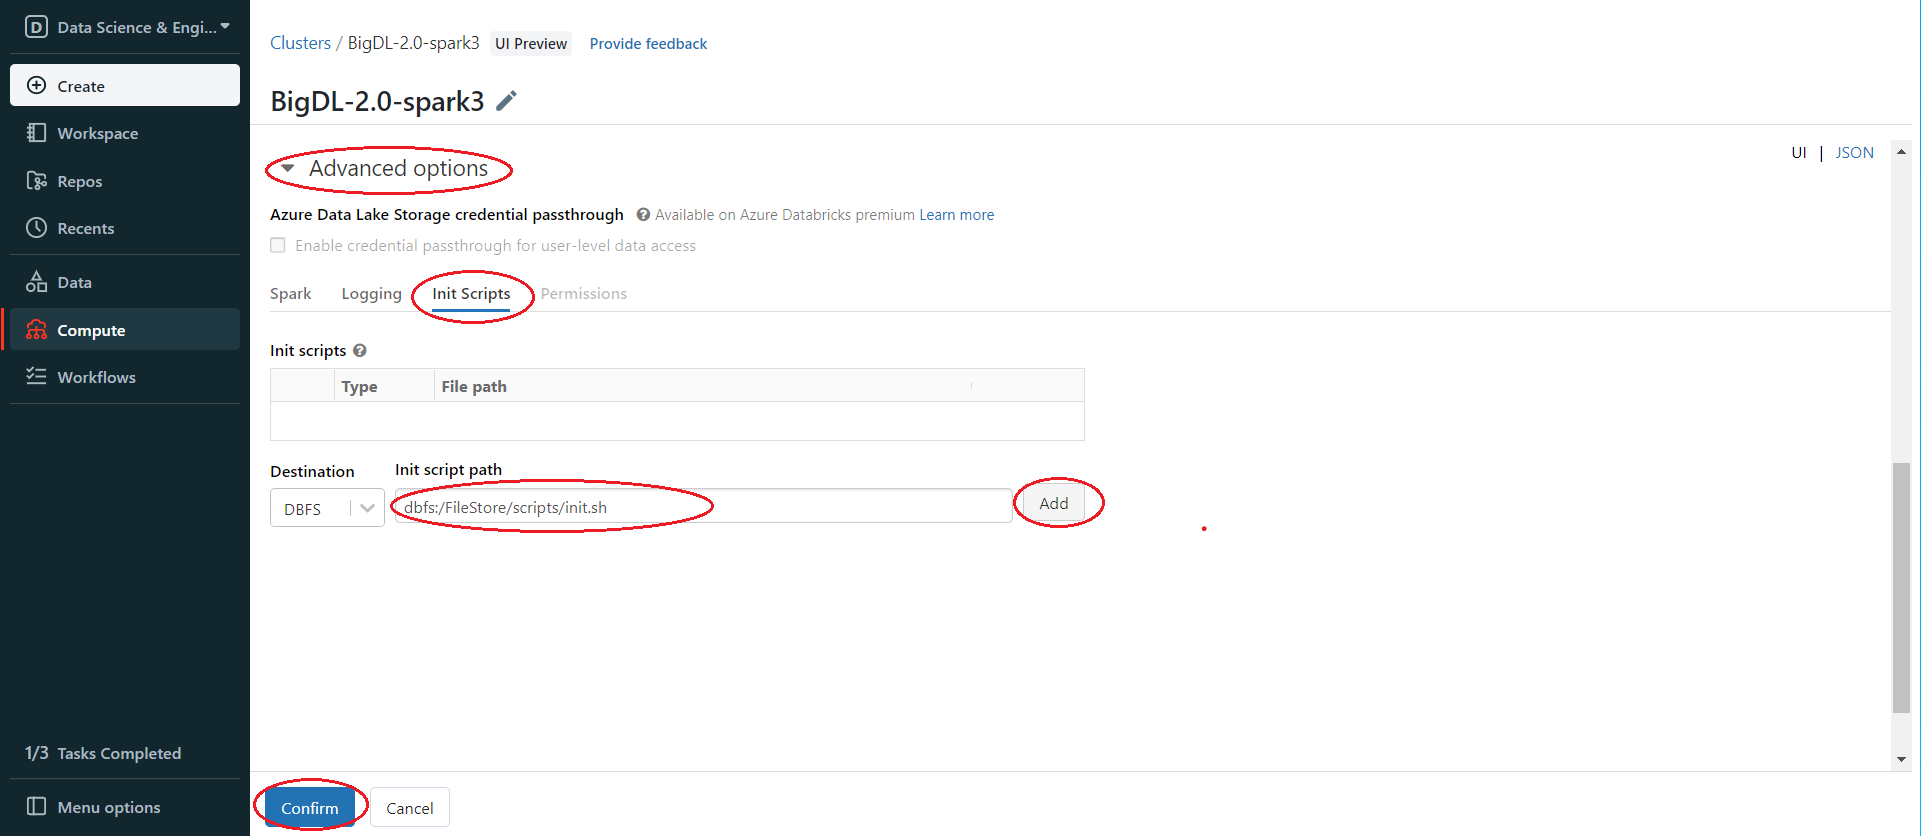 D Data Science & Engi...
Create
Workspace
Repos
Recents
Data
Compute
Workflows
1/3 Tasks Completed
Menu options
Clusters / BigDL-2.0-spark3 UI Preview Provide feedback
BigDL-2.0-spark3
UI | JSON
Advanced options
Azure Data Lake Storage credential passthrough ? Available on Azure Databricks premium Learn more
Enable credential passthrough for user-level data access
Spark Logging Init Scripts Permissions
Init scripts ?
Type File path
Destination Init script path
DBFS dbfs:/FileStore/scripts/init.sh Add
Confirm Cancel